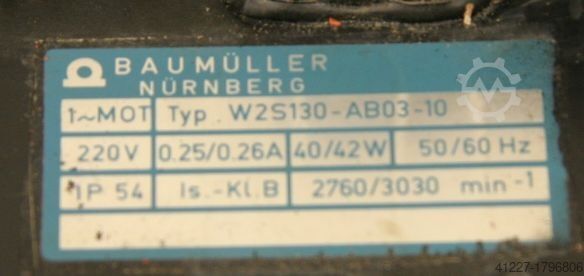 BAUMÜLLER
NÜRNBERG
1~MOT Typ. W2S130-AB03-10
220V 0.25/0.26A 40/42W 50/60 Hz
IP 54 Is.-Kl.B 2760/3030 min-1
41227-1796806